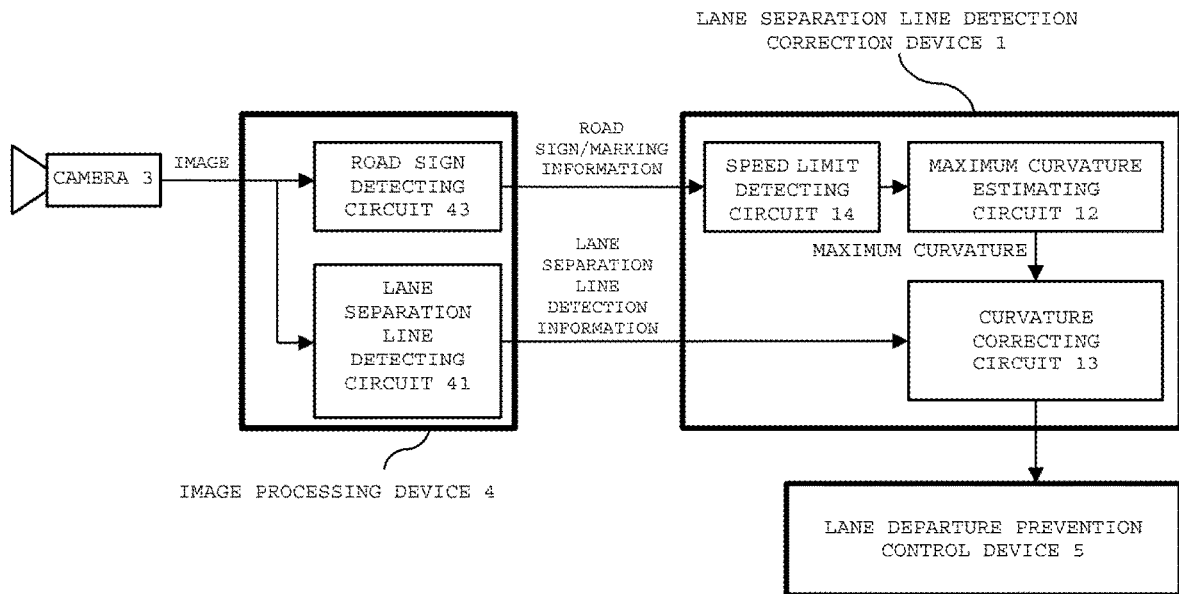 LANE SEPARATION LINE DETECTION
CORRECTION DEVICE 1
CAMERA 3
IMAGE
ROAD SIGN
DETECTING
CIRCUIT 43
ROAD
SIGN/MARKING
INFORMATION
SPEED LIMIT
DETECTING
CIRCUIT 14
MAXIMUM CURVATURE
ESTIMATING
CIRCUIT 12
MAXIMUM CURVATURE
LANE
SEPARATION
LINE
DETECTING
CIRCUIT 41
LANE
SEPARATION
LINE
DETECTION
INFORMATION
CURVATURE
CORRECTING
CIRCUIT 13
IMAGE PROCESSING DEVICE 4
LANE DEPARTURE PREVENTION
CONTROL DEVICE 5